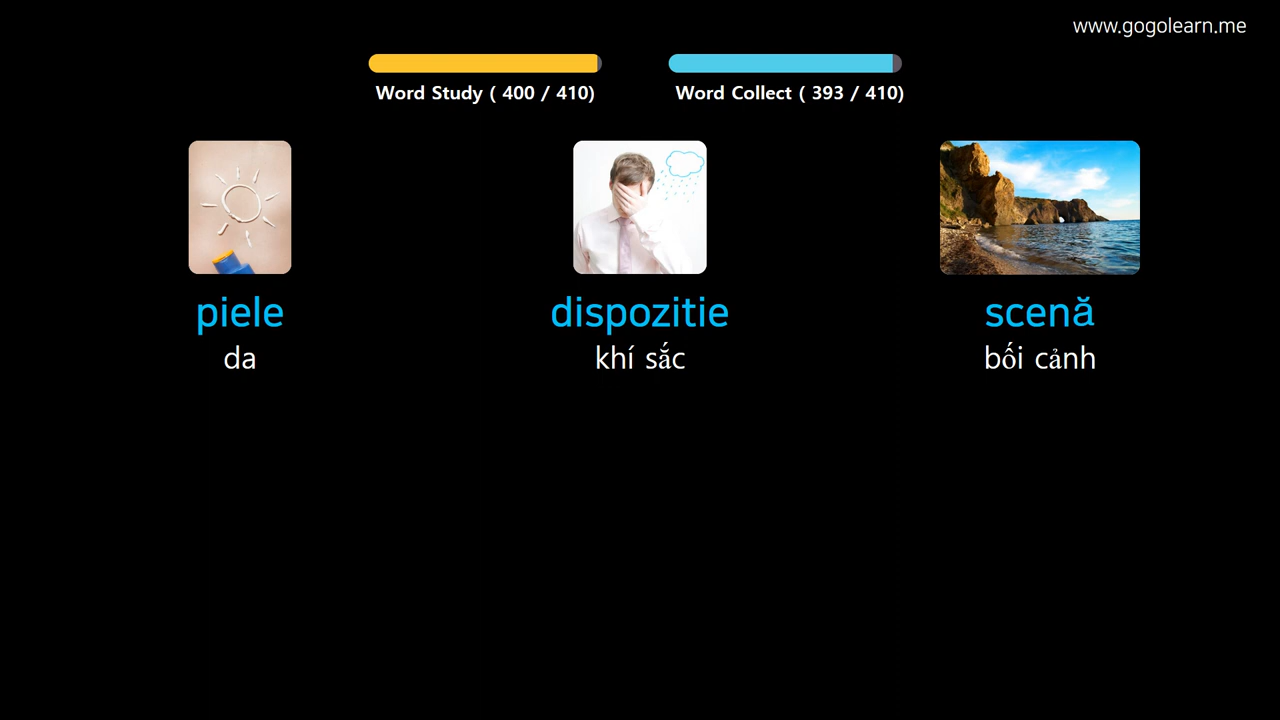 www.gogolearn.me
Word Study ( 400 / 410)
Word Collect ( 393 / 410)
piele
da
dispozitie
khí sắc
scenă
bối cảnh